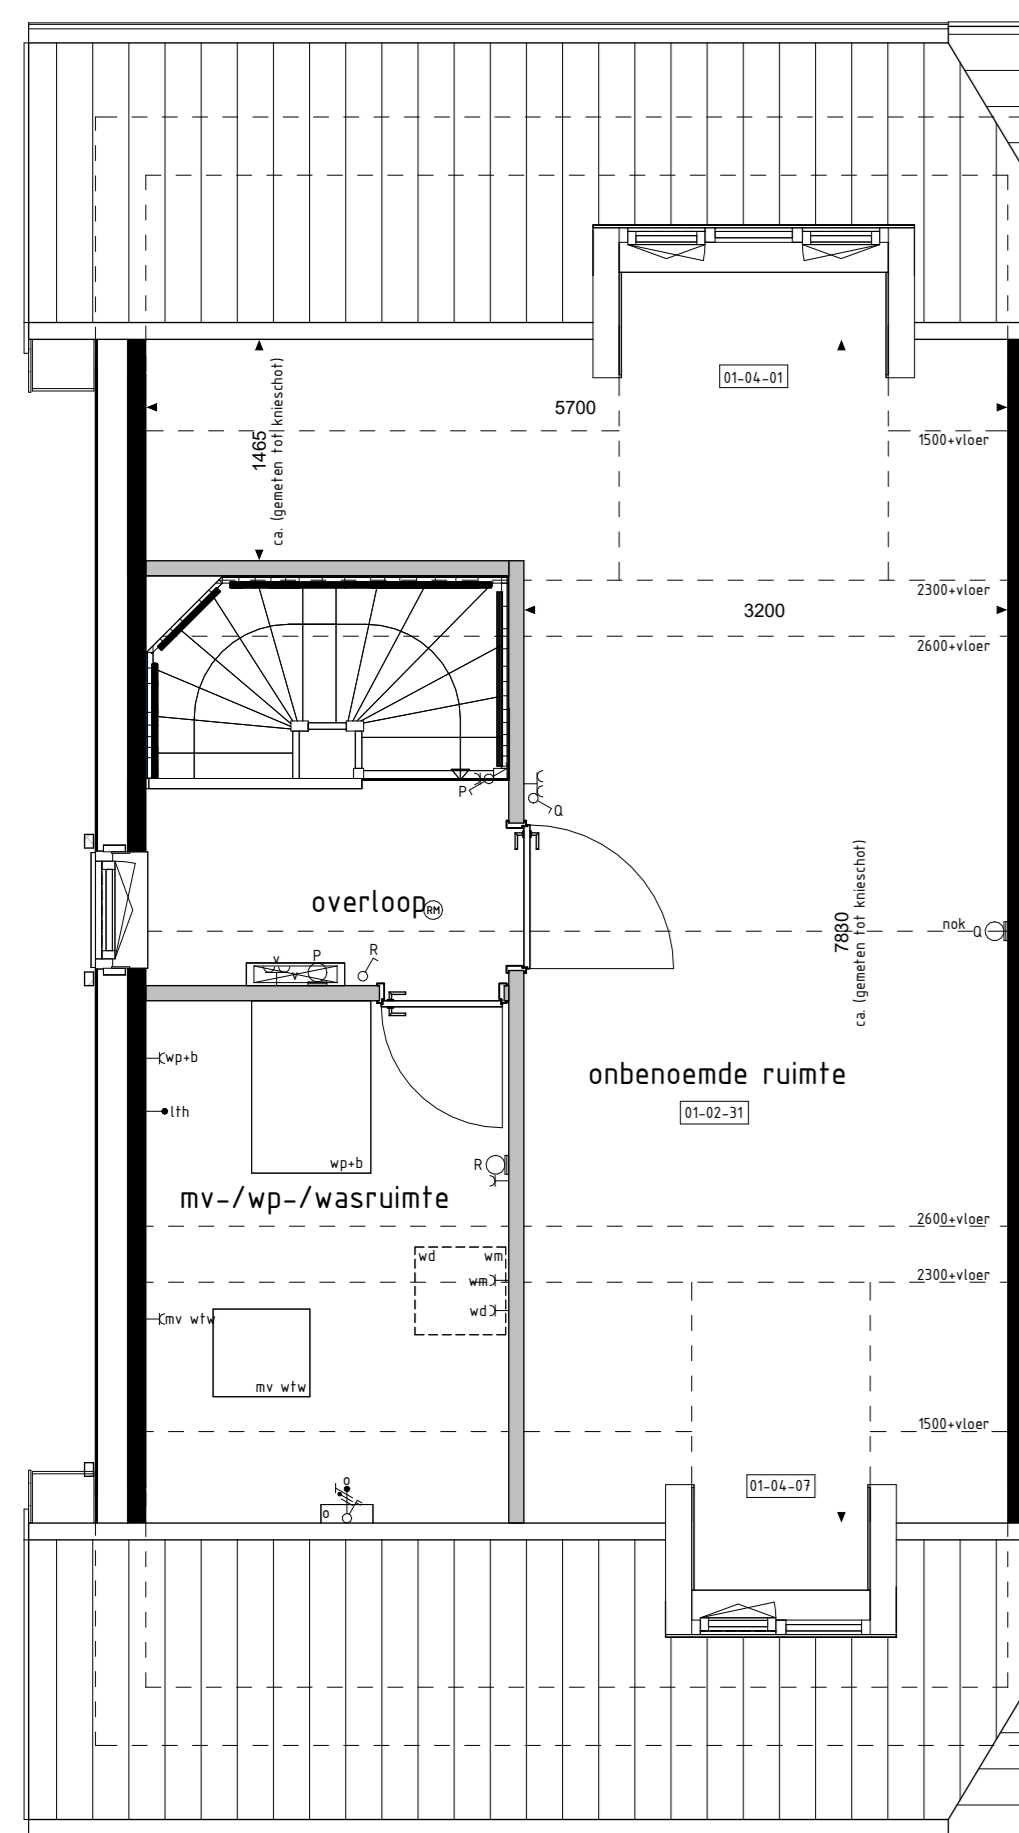 01-04-01
5700
1465
ca. (gemeten tot knieschot)
1500+vloer
2300+vloer
3200
2600+vloer
P
Q
overloop
RM
nok
Q
7830
ca. (gemeten tot knieschot)
v
P
R
v
wp+b
lth
onbenoemde ruimte
01-02-31
wp+b
R
mv-/wp-/wasruimte
2600+vloer
wd
wm
wm
2300+vloer
wd
mv wtw
mv wtw
1500+vloer
01-04-07
o
o